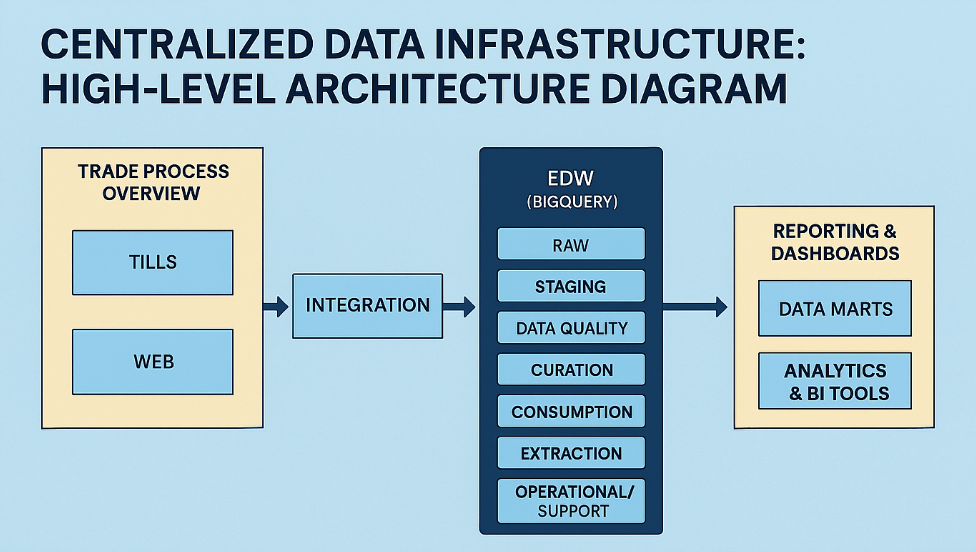 CENTRALIZED DATA INFRASTRUCTURE:
HIGH-LEVEL ARCHITECTURE DIAGRAM
TRADE PROCESS
OVERVIEW
TILLS
WEB
INTEGRATION
EDW
(BIGQUERY)
RAW
STAGING
DATA QUALITY
CURATION
CONSUMPTION
EXTRACTION
OPERATIONAL/
SUPPORT
REPORTING &
DASHBOARDS
DATA MARTS
ANALYTICS
& BI TOOLS